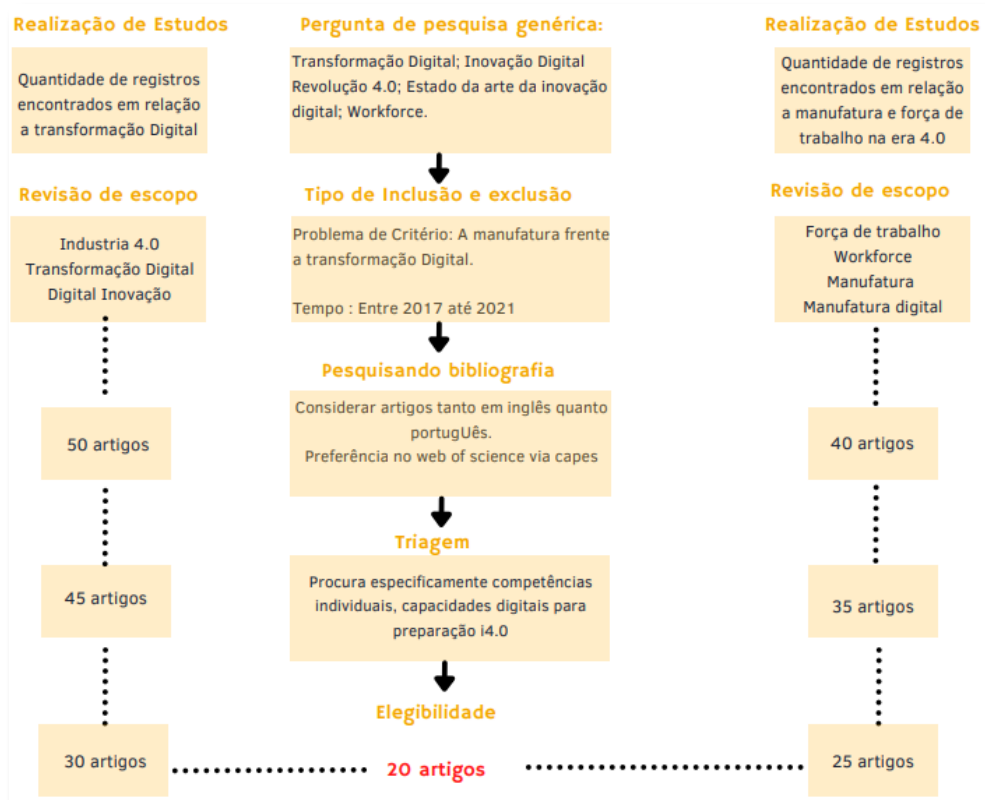 Realização de Estudos
Quantidade de registros
encontrados em relação
a transformação Digital
Revisão de escopo
Industria 4.0
Transformação Digital
Digital Inovação
50 artigos
45 artigos
30 artigos
Pergunta de pesquisa genérica:
Transformação Digital; Inovação Digital
Revolução 4.0; Estado da arte da inovação
digital; Workforce.
Tipo de Inclusão e exclusão
Problema de Critério: A manufatura frente
a transformação Digital.
Tempo : Entre 2017 até 2021
Pesquisando bibliografia
Considerar artigos tanto em inglês quanto
portugUês.
Preferência no web of science via capes
Triagem
Procura especificamente competências
individuais, capacidades digitais para
preparação i4.0
Elegibilidade
20 artigos
Realização de Estudos
Quantidade de registros
encontrados em relação
a manufatura e força de
trabalho na era 4.0
Revisão de escopo
Força de trabalho
Workforce
Manufatura
Manufatura digital
40 artigos
35 artigos
25 artigos